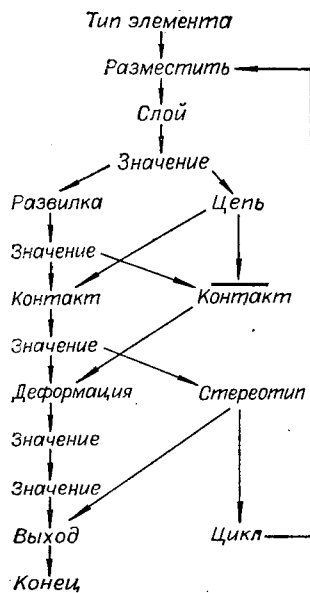 Тип элемента
Разместить
Слой
Значение
Развилка Цепь
Значение
Контакт Контакт
Значение
Деформация Стереотип
Значение
Значение
Выход Цикл
Конец